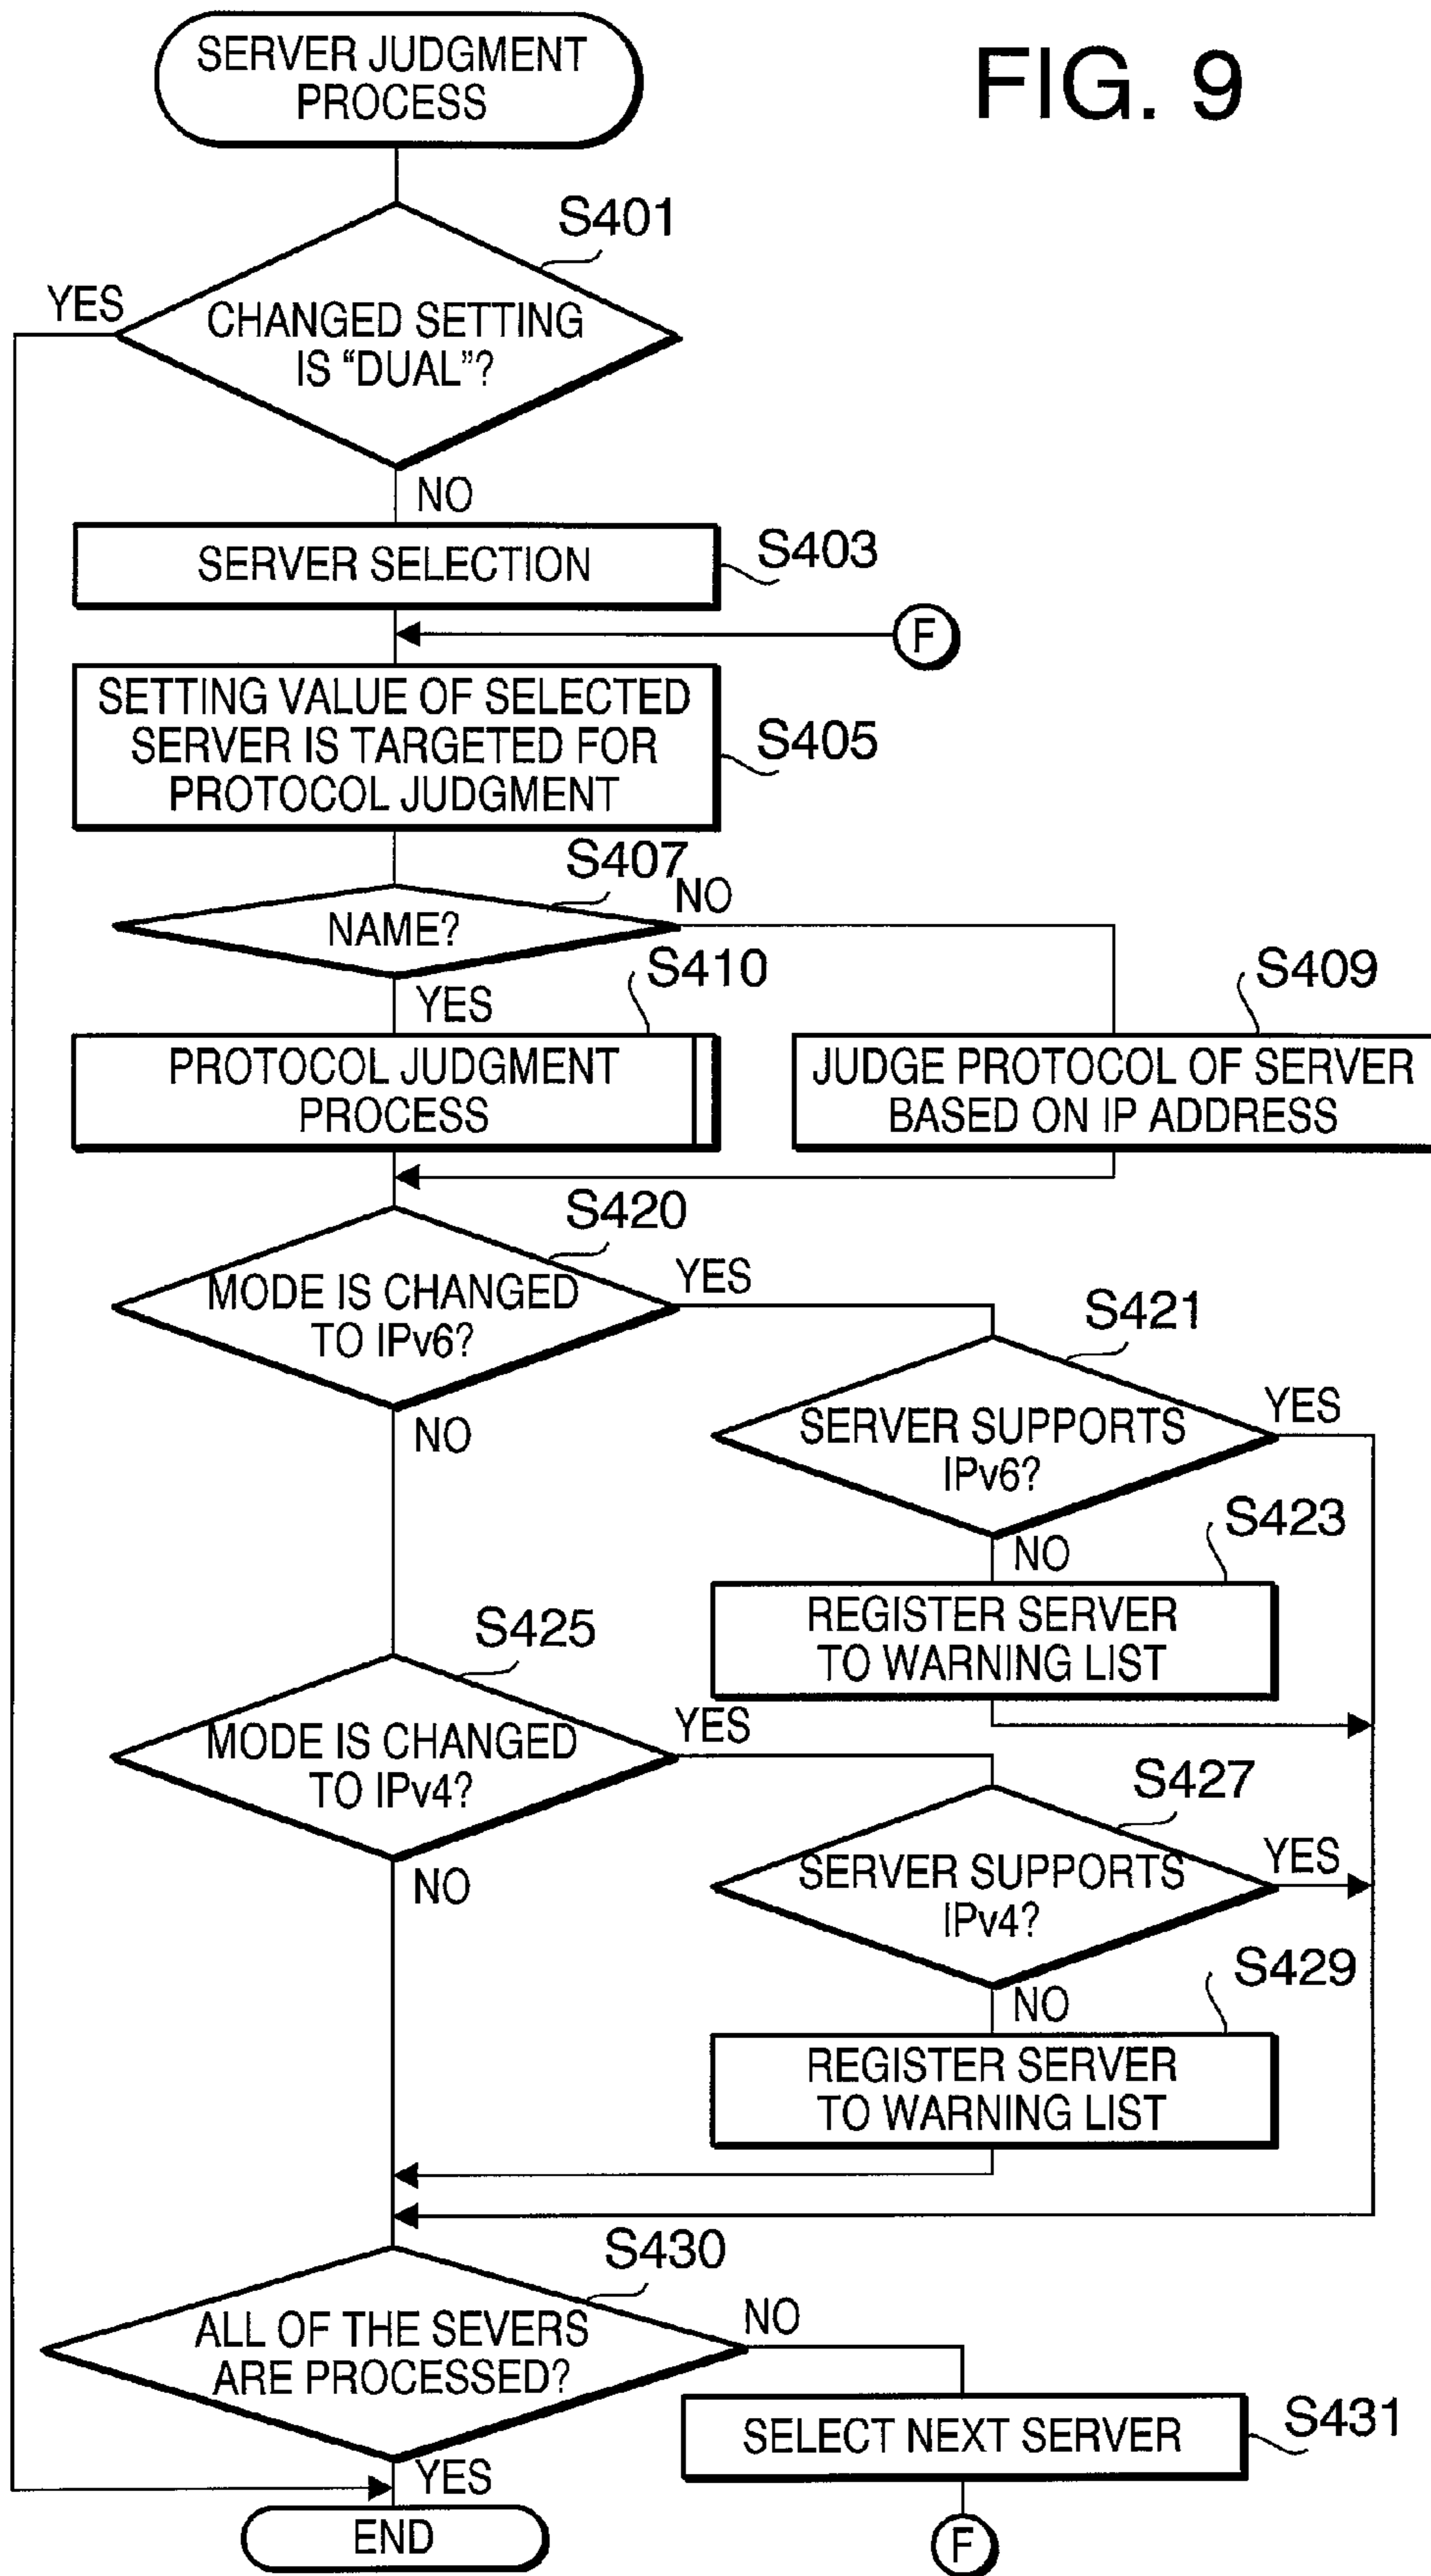 SERVER JUDGMENT
PROCESS
FIG. 9
S401
YES
CHANGED SETTING
IS “DUAL”?
NO
SERVER SELECTION
S403
F
SETTING VALUE OF SELECTED
SERVER IS TARGETED FOR
PROTOCOL JUDGMENT
S405
S407
NO
NAME?
YES
S410
S409
PROTOCOL JUDGMENT
PROCESS
JUDGE PROTOCOL OF SERVER
BASED ON IP ADDRESS
S420
YES
MODE IS CHANGED
TO IPv6?
NO
S421
YES
SERVER SUPPORTS
IPv6?
NO
S423
REGISTER SERVER
TO WARNING LIST
S425
YES
MODE IS CHANGED
TO IPv4?
NO
S427
YES
SERVER SUPPORTS
IPv4?
NO
S429
REGISTER SERVER
TO WARNING LIST
S430
NO
ALL OF THE SEVERS
ARE PROCESSED?
YES
SELECT NEXT SERVER
S431
END
F